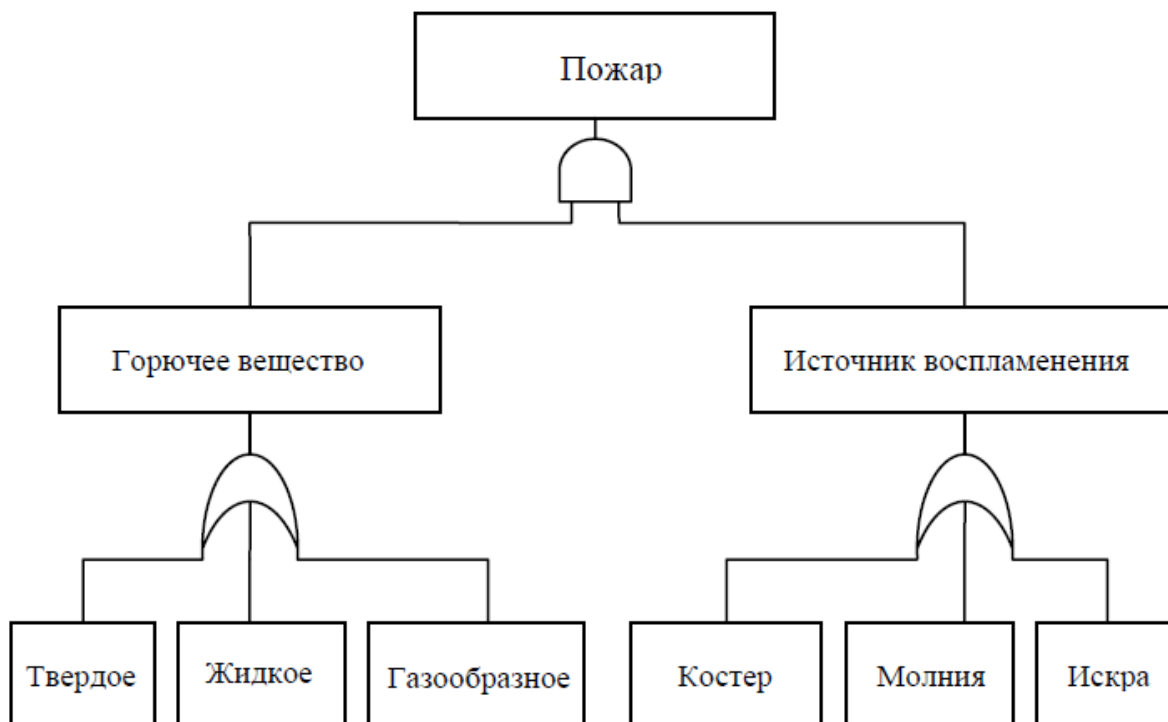 Пожар
Горючее вещество
Источник воспламенения
Твердое
Жидкое
Газообразное
Костер
Молния
Искра